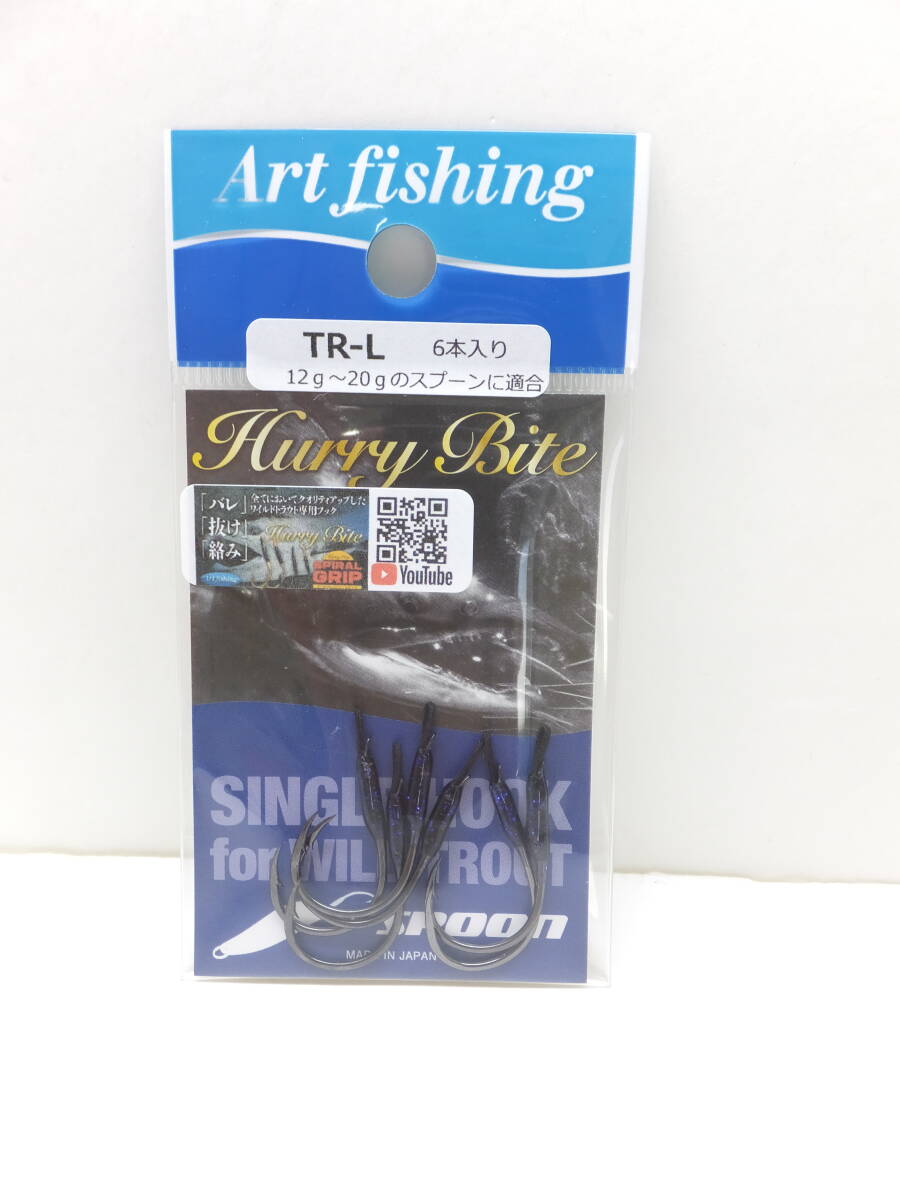 Art fishing
TR-L 6本入り
12g～20gのスプーンに適合
Hurry Bite
「バレ」 全てにおいてクオリティアップした
「抜け」 ワイルドトラウト専用フック
「絡み」 Hurry Bite
SPIRAL
GRIP
YouTube
SINGLE HOOK
for WILD TROUT
SPOON
MADE IN JAPAN